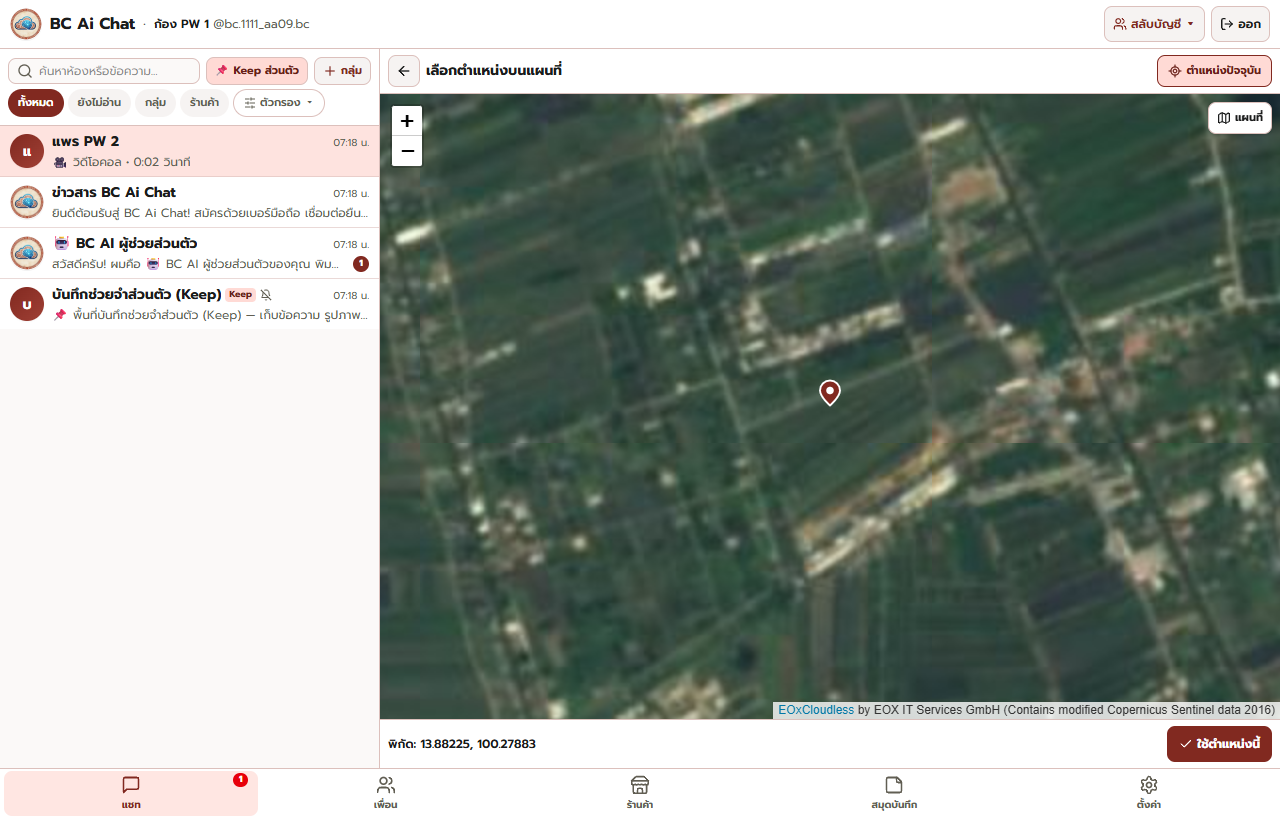 BC Ai Chat · ก้อง PW 1 @bc.1111_aa09.bc
สลับบัญชี
ออก
ค้นหาห้องหรือข้อความ...
Keep ส่วนตัว
กลุ่ม
ทั้งหมด
ยังไม่อ่าน
กลุ่ม
ร้านค้า
ตัวกรอง
แ
แพร PW 2
07:18 น.
วิดีโอคอล • 0:02 วินาที
ข่าวสาร BC Ai Chat
07:18 น.
ยินดีต้อนรับสู่ BC Ai Chat! สมัครด้วยเบอร์มือถือ เชื่อมต่อยืน...
BC AI ผู้ช่วยส่วนตัว
07:18 น.
สวัสดีครับ! ผมคือ BC AI ผู้ช่วยส่วนตัวของคุณ พิม...
1
บ
บันทึกช่วยจำส่วนตัว (Keep) Keep
07:18 น.
พื้นที่บันทึกช่วยจำส่วนตัว (Keep) — เก็บข้อความ รูปภาพ...
เลือกตำแหน่งบนแผนที่
ตำแหน่งปัจจุบัน
+
−
แผนที่
EOxCloudless by EOX IT Services GmbH (Contains modified Copernicus Sentinel data 2016)
พิกัด: 13.88225, 100.27883
ใช้ตำแหน่งนี้
แชท
1
เพื่อน
ร้านค้า
สมุดบันทึก
ตั้งค่า